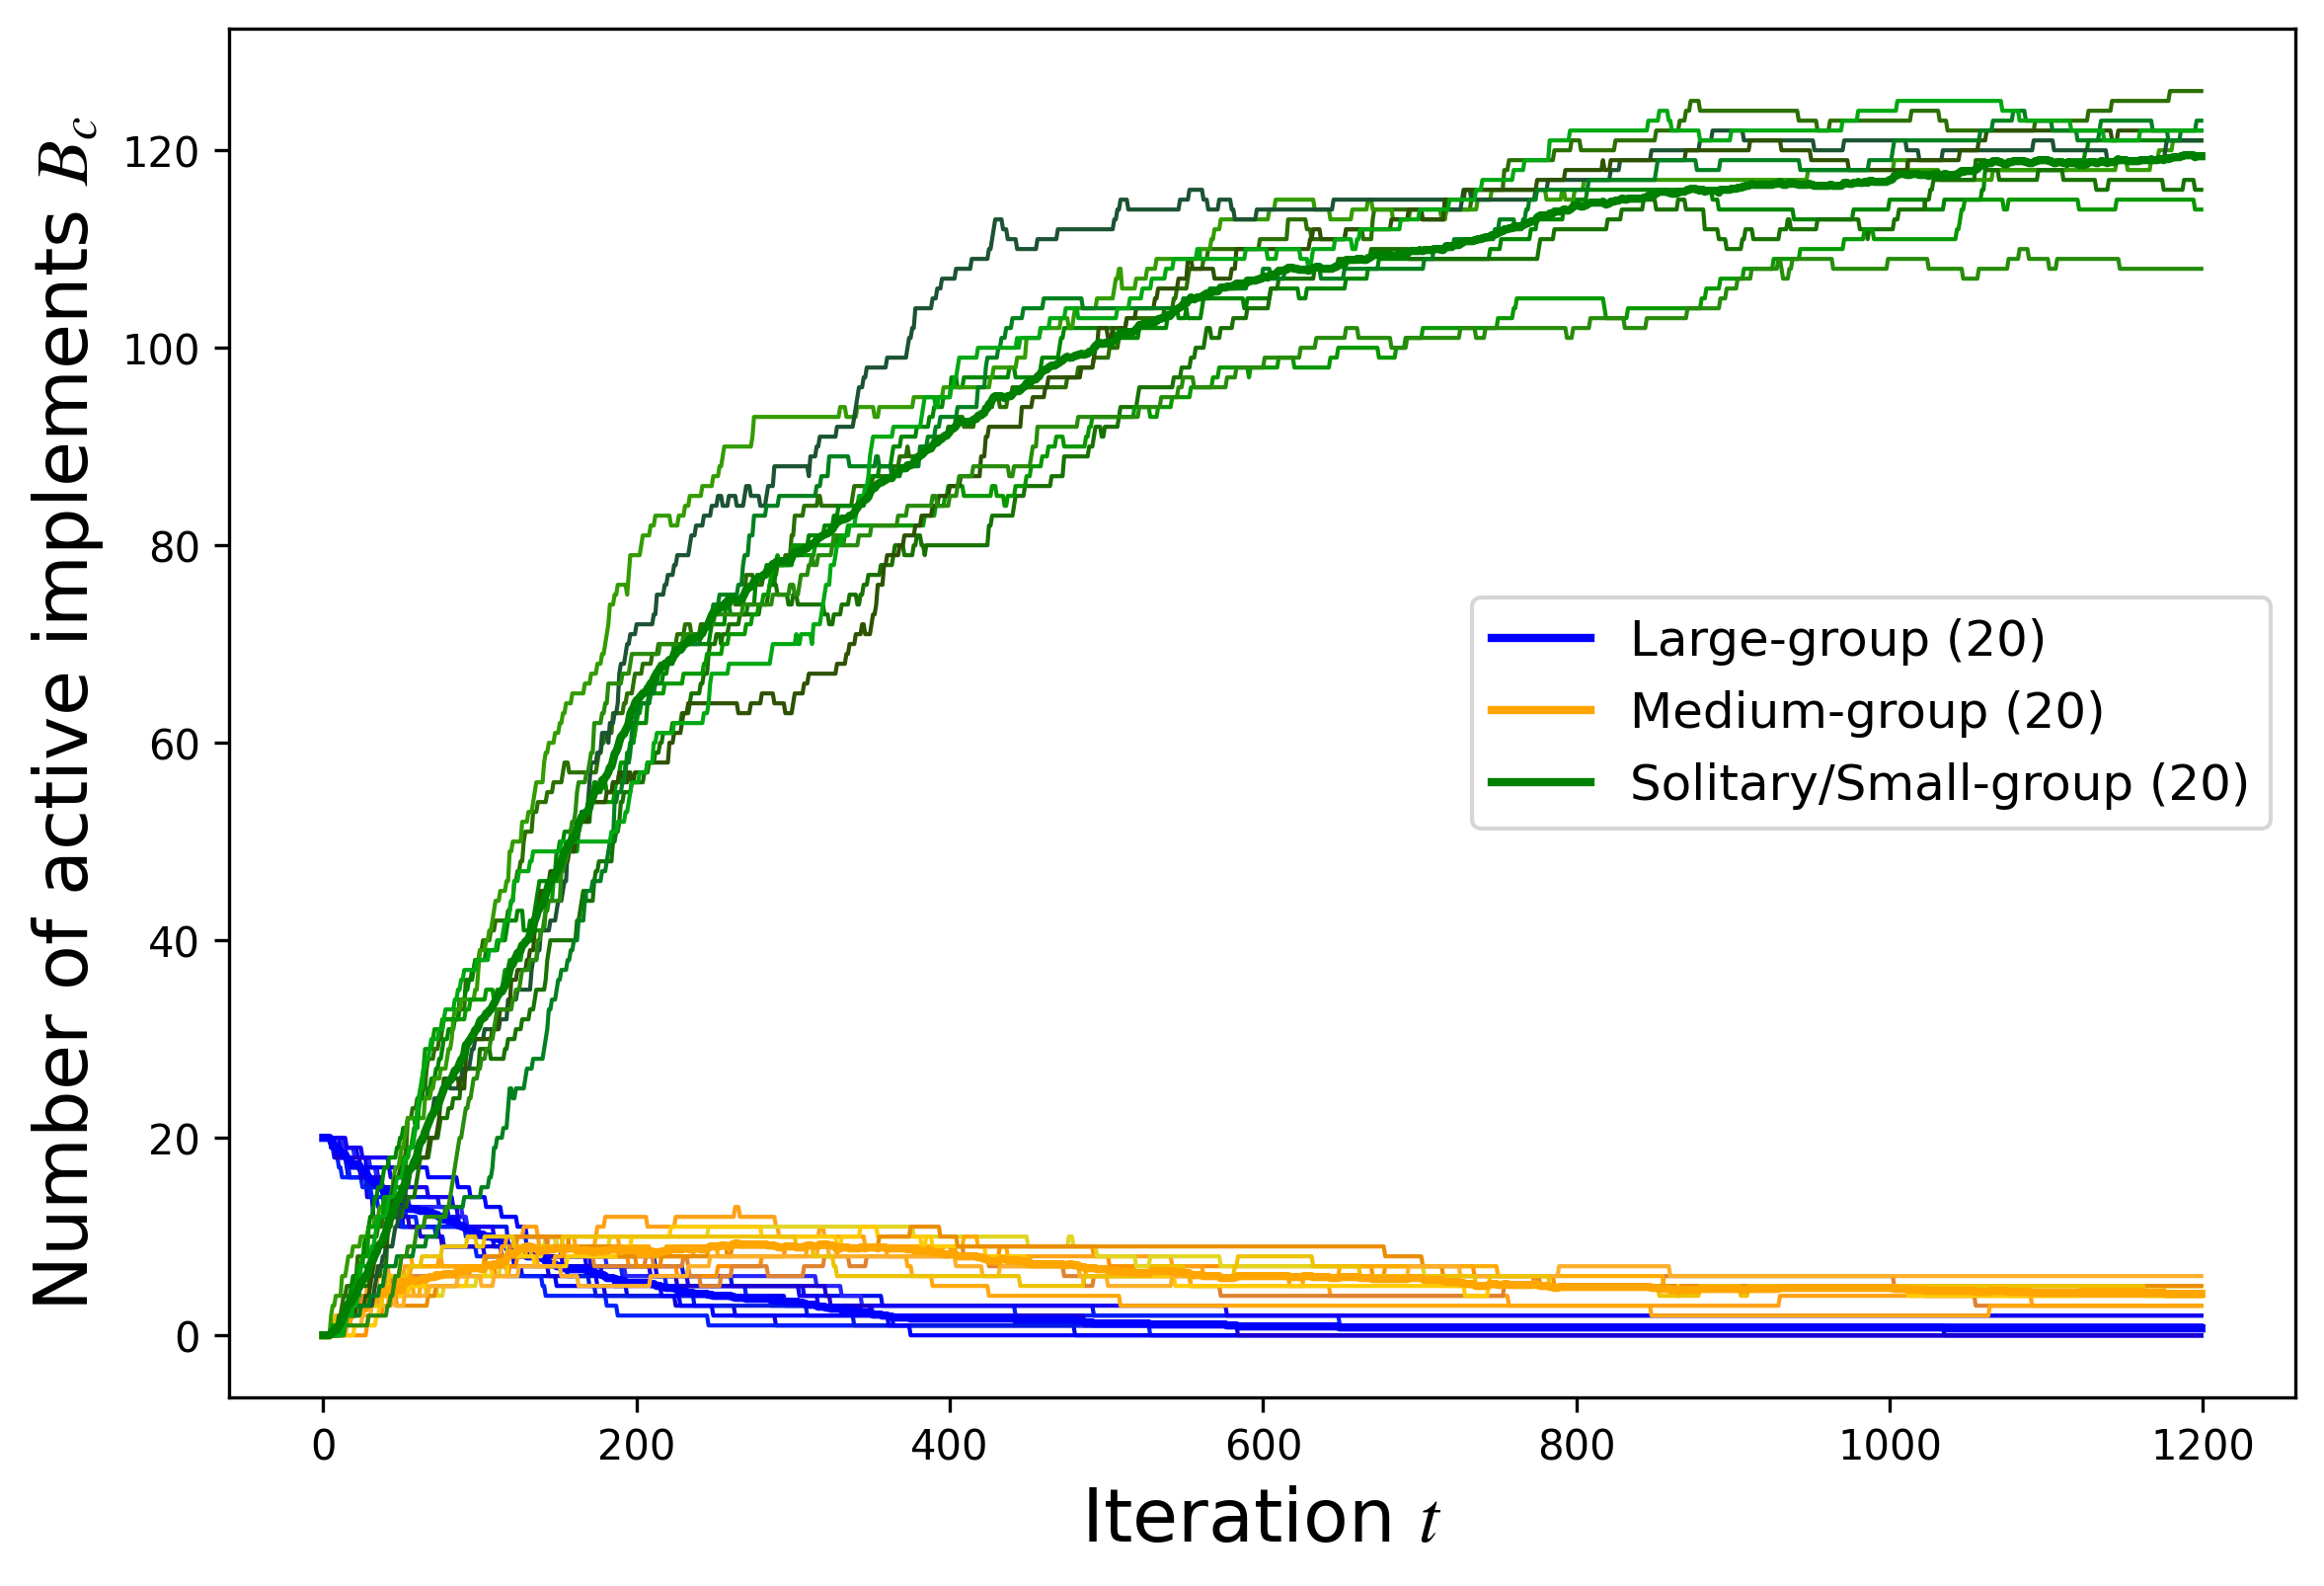 Number of active implements B_c
120
100
80
60
40
20
0
Large-group (20)
Medium-group (20)
Solitary/Small-group (20)
0 200 400 600 800 1000 1200
Iteration t